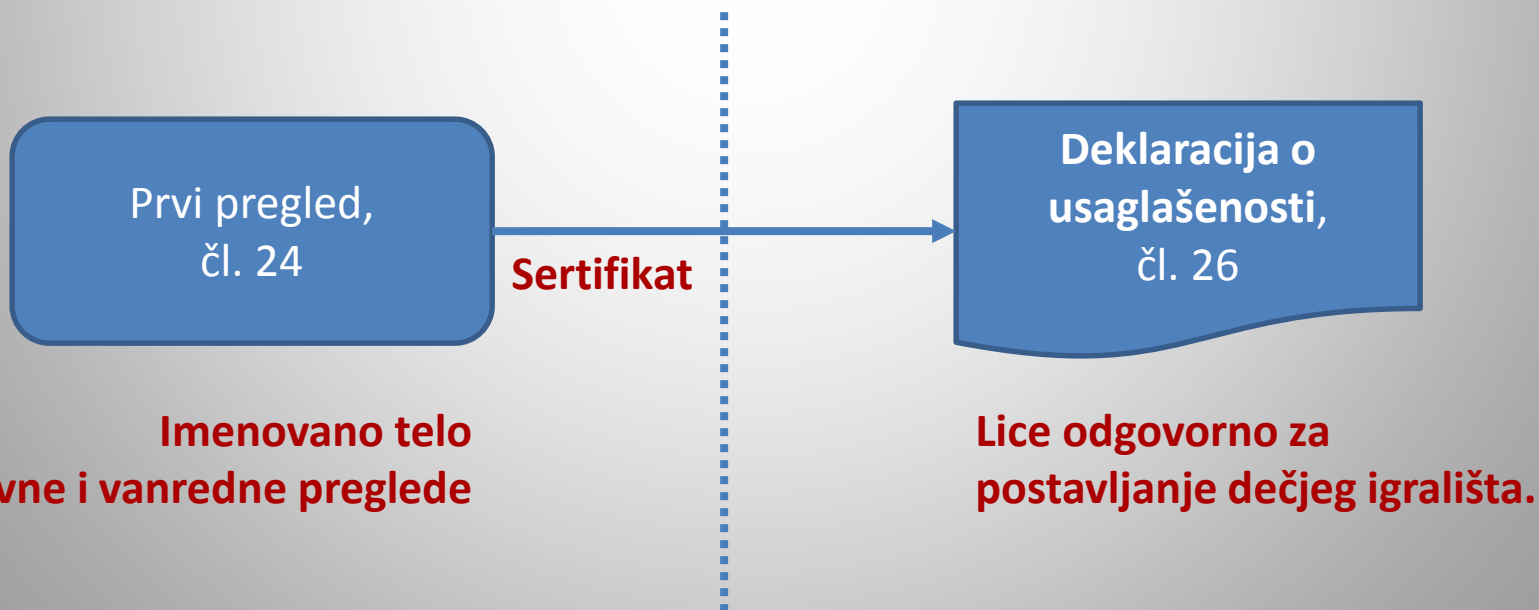 Prvi pregled,
čl. 24
Sertifikat
Deklaracija o
usaglašenosti,
čl. 26
Imenovano telo
i vanredne preglede
Lice odgovorno za
postavljanje dečjeg igrališta.